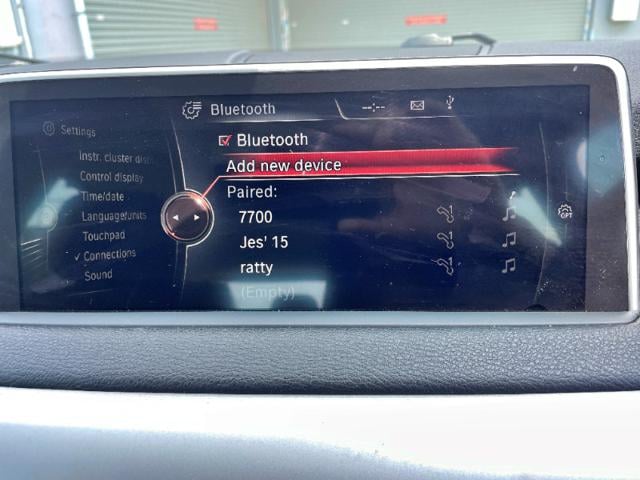 Bluetooth
--:--
Settings
Bluetooth
Add new device
Paired:
7700
Jes' 15
ratty
(Empty)
Instr. cluster
Control display
Time/date
Language/units
Touchpad
Connections
Sound
OPT